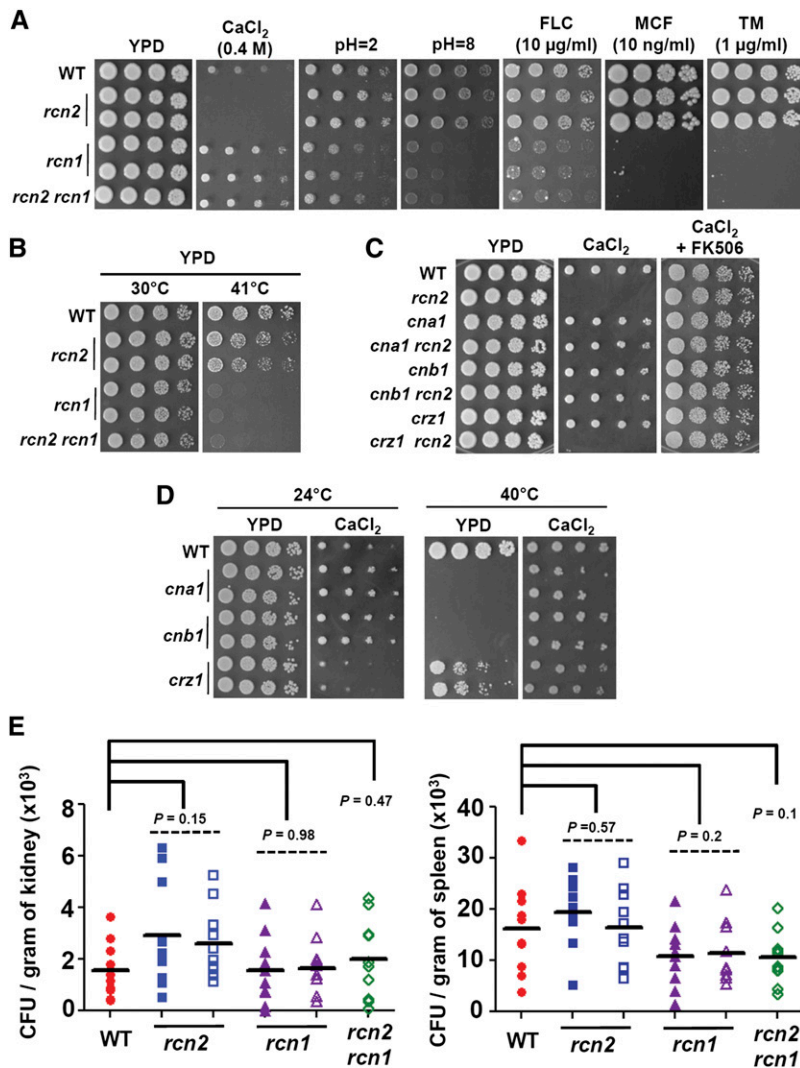 A
YPD
CaCl2
(0.4 M)
pH=2
pH=8
FLC
(10 µg/ml)
MCF
(10 ng/ml)
TM
(1 µg/ml)
WT
rcn2
rcn1
rcn2 rcn1
B
YPD
30°C
41°C
WT
rcn2
rcn1
rcn2 rcn1
C
YPD
CaCl2
CaCl2
+ FK506
WT
rcn2
cna1
cna1 rcn2
cnb1
cnb1 rcn2
crz1
crz1 rcn2
D
24°C
40°C
YPD
CaCl2
YPD
CaCl2
WT
cna1
cnb1
crz1
E
CFU / gram of kidney (x10³)
8
6
4
2
0
P = 0.15
P = 0.98
P = 0.47
WT
rcn2
rcn1
rcn2
rcn1
CFU / gram of spleen (x10³)
40
30
20
10
0
P =0.57
P = 0.2
P = 0.1
WT
rcn2
rcn1
rcn2
rcn1